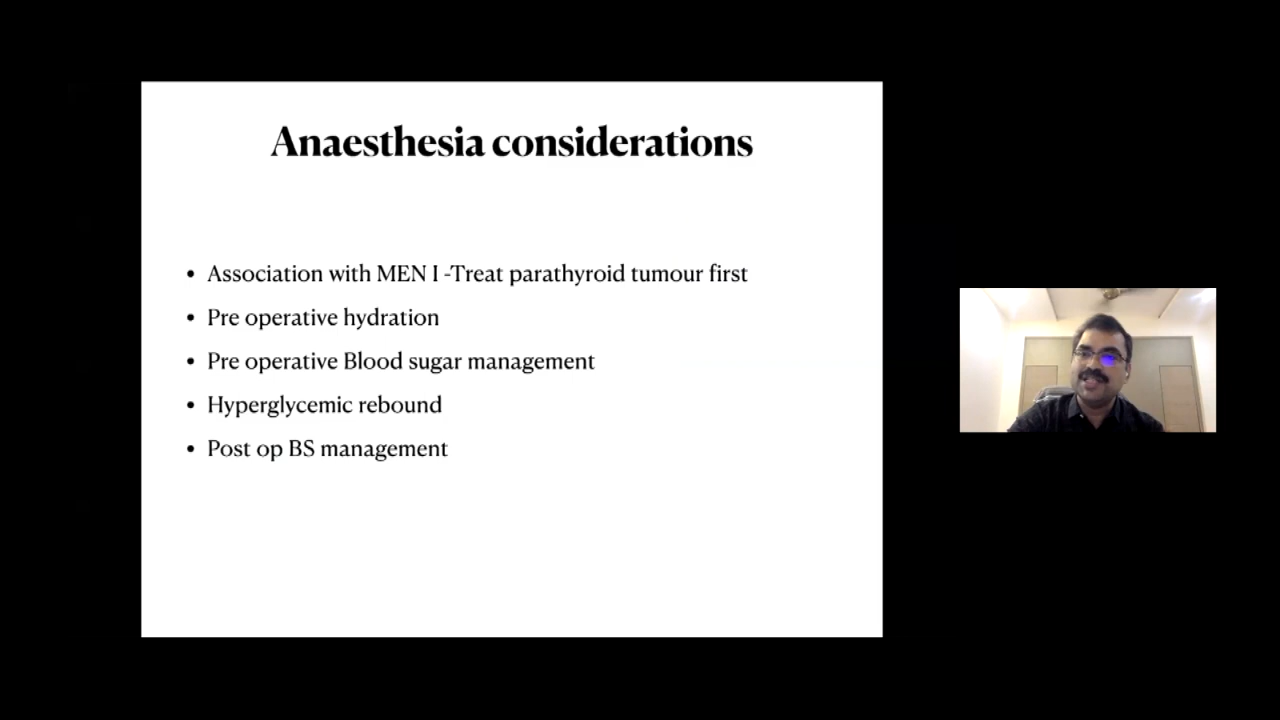 Anaesthesia considerations
• Association with MEN I -Treat parathyroid tumour first
• Pre operative hydration
• Pre operative Blood sugar management
• Hyperglycemic rebound
• Post op BS management